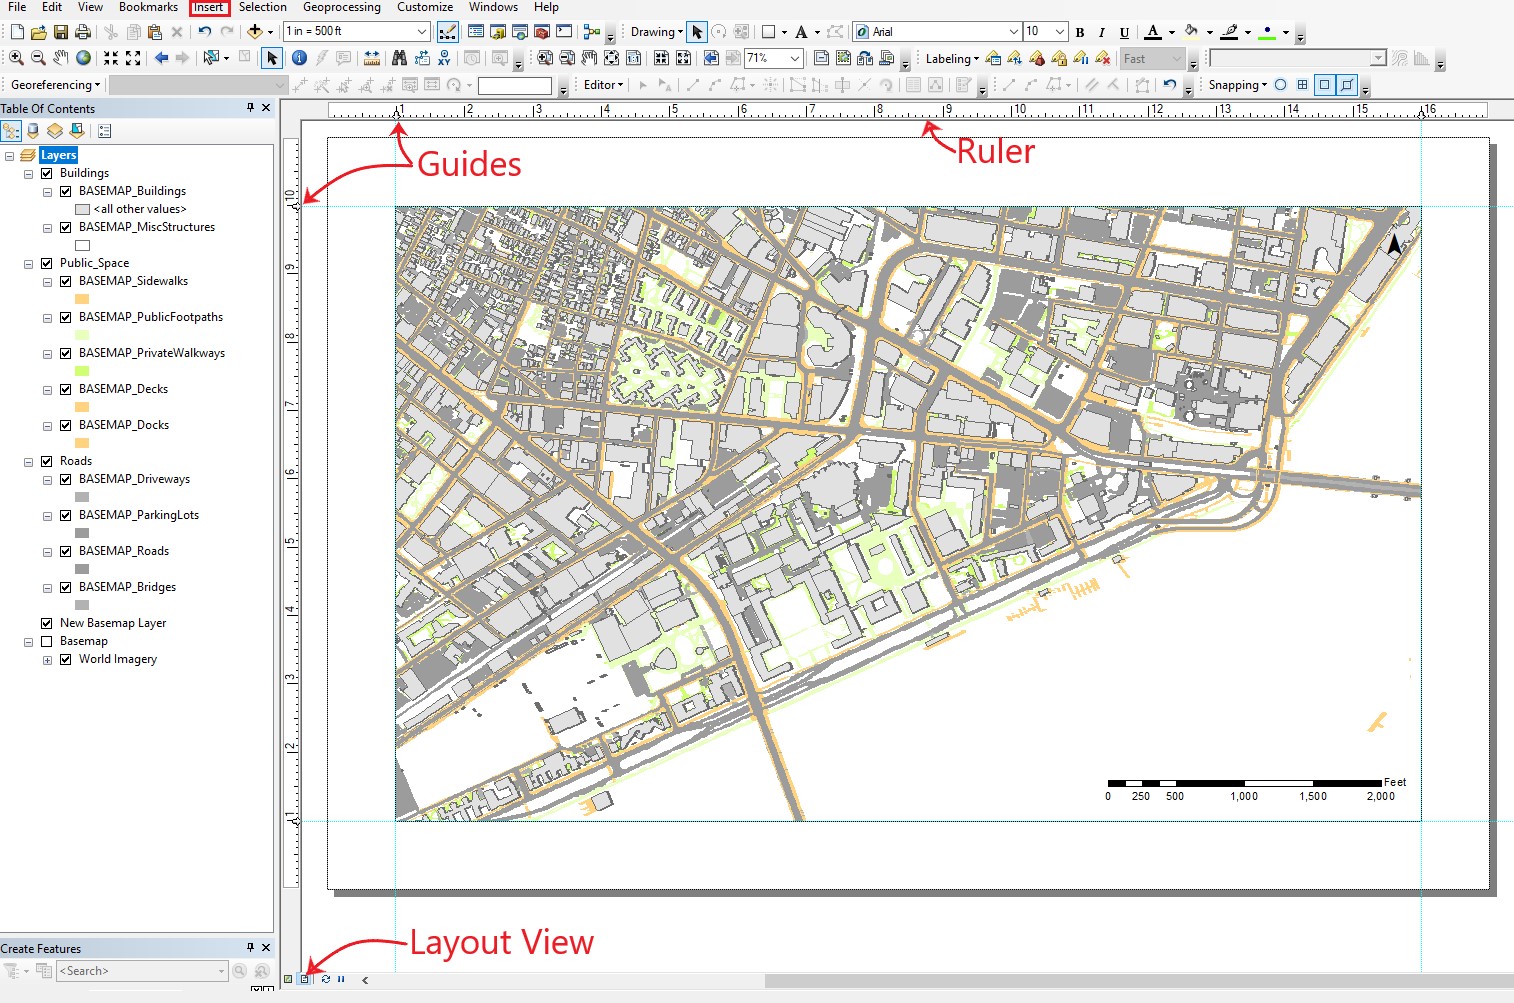 File Edit View Bookmarks Insert Selection Geoprocessing Customize Windows Help
1 in = 500 ft Drawing Arial 10 B I U A
71% Labeling Fast
Georeferencing Editor Snapping
Table Of Contents
Layers
Buildings
BASEMAP_Buildings
<all other values>
BASEMAP_MiscStructures
Public_Space
BASEMAP_Sidewalks
BASEMAP_PublicFootpaths
BASEMAP_PrivateWalkways
BASEMAP_Decks
BASEMAP_Docks
Roads
BASEMAP_Driveways
BASEMAP_ParkingLots
BASEMAP_Roads
BASEMAP_Bridges
New Basemap Layer
Basemap
World Imagery
Create Features
<Search>
1 2 3 4 5 6 7 8 9 10 11 12 13 14 15 16
Guides
Ruler
10
9
8
7
6
5
4
3
2
1
Feet
0 250 500 1,000 1,500 2,000
Layout View